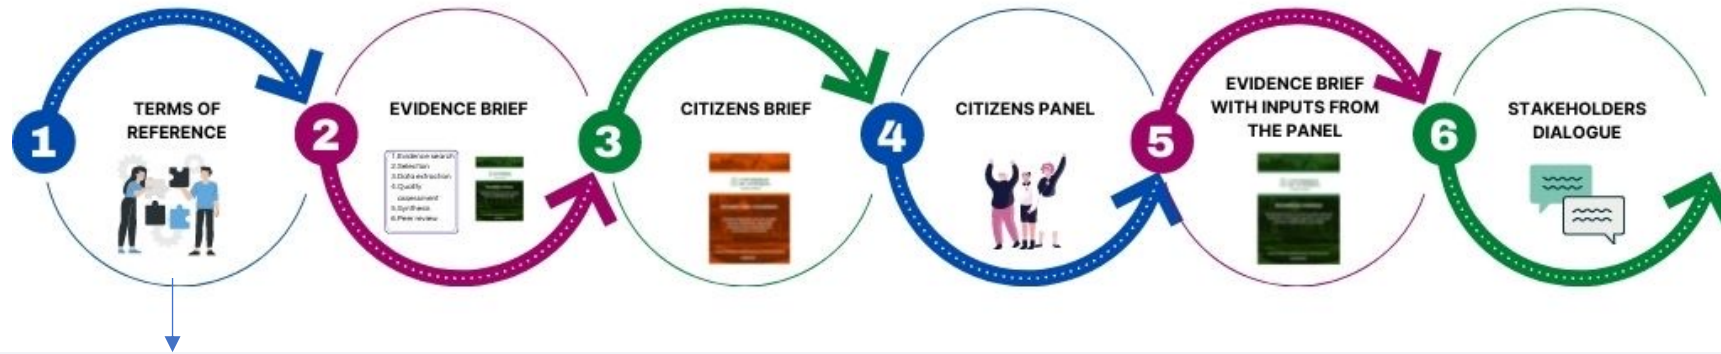 1
TERMS OF
REFERENCE
2
EVIDENCE BRIEF
1.Evidence search
2.Selection
3.Data extraction
4.Quality
assessment
5.Synthesis
6.Peer review
3
CITIZENS BRIEF
4
CITIZENS PANEL
5
EVIDENCE BRIEF
WITH INPUTS FROM
THE PANEL
6
STAKEHOLDERS
DIALOGUE